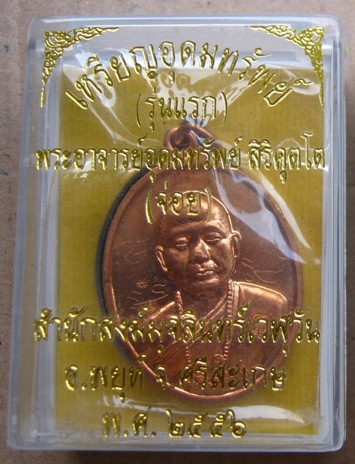 เหรียญอุดมทรัพย์
(รุ่นแรก)
พระอาจารย์อุดมทรัพย์ สิริคุตโต
(จ่อย)
สำนักสงฆ์มุจลินทร์เวฬุวัน
อ.พยุห์ จ.ศรีสะเกษ
พ.ศ. ๒๕๕๖